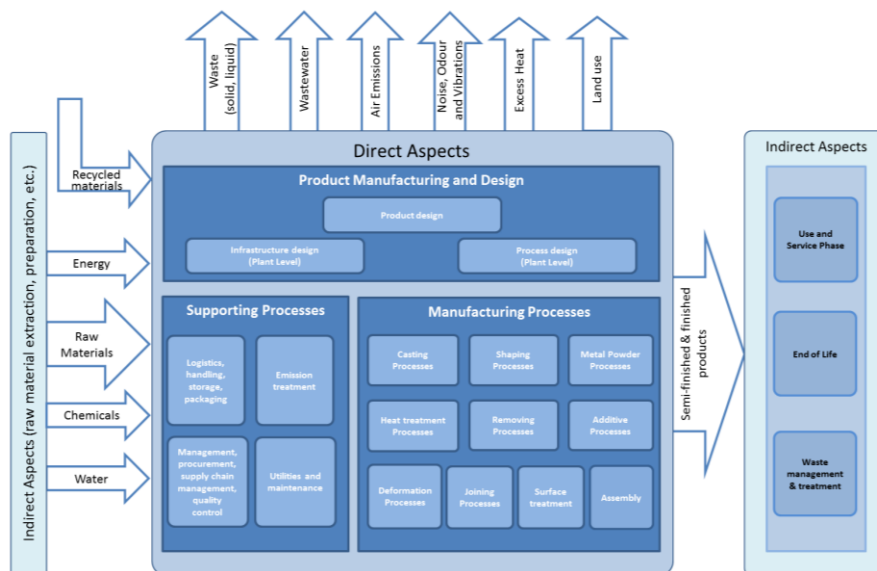 Waste
(solid, liquid)
Wastewater
Air Emissions
Noise, Odour
and Vibrations
Excess Heat
Land use
Indirect Aspects (raw material extraction, preparation, etc.)
Recycled
materials
Energy
Raw
Materials
Chemicals
Water
Direct Aspects
Product Manufacturing and Design
Product design
Infrastructure design
(Plant Level)
Process design
(Plant Level)
Supporting Processes
Logistics,
handling,
storage,
packaging
Emission
treatment
Management,
procurement,
supply chain
management,
quality
control
Utilities and
maintenance
Manufacturing Processes
Casting
Processes
Shaping
Processes
Metal Powder
Processes
Heat treatment
Processes
Removing
Processes
Additive
Processes
Deformation
Processes
Joining
Processes
Surface
treatment
Assembly
Semi-finished & finished
products
Indirect Aspects
Use and
Service Phase
End of Life
Waste
management
& treatment